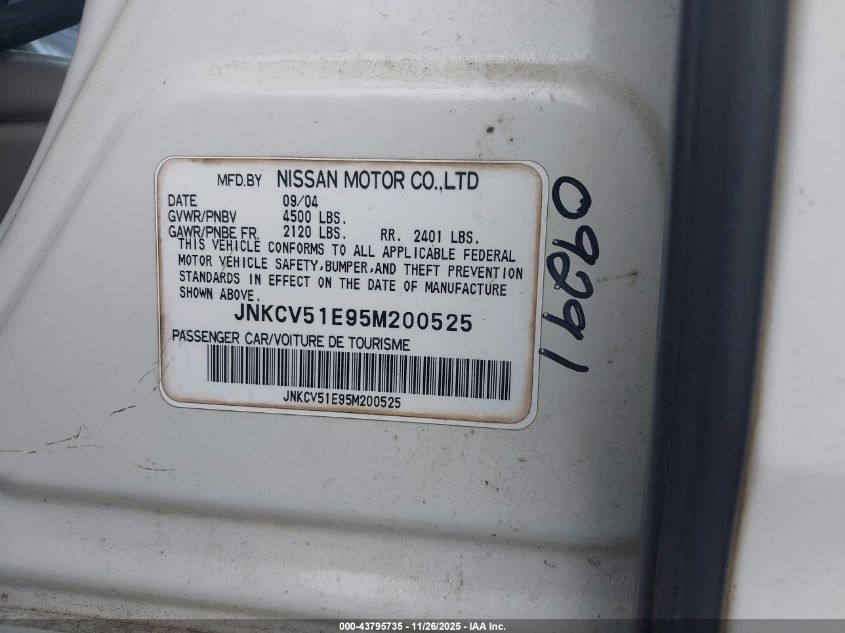 MFD.BY NISSAN MOTOR CO.,LTD
DATE 09/04
GVWR/PNBV 4500 LBS.
GAWR/PNBE FR. 2120 LBS. RR. 2401 LBS.
THIS VEHICLE CONFORMS TO ALL APPLICABLE FEDERAL
MOTOR VEHICLE SAFETY,BUMPER,AND THEFT PREVENTION
STANDARDS IN EFFECT ON THE DATE OF MANUFACTURE
SHOWN ABOVE.
JNKCV51E95M200525
PASSENGER CAR/VOITURE DE TOURISME
JNKCV51E95M200525
09291
000-43795735 - 11/26/2025 - IAA Inc.